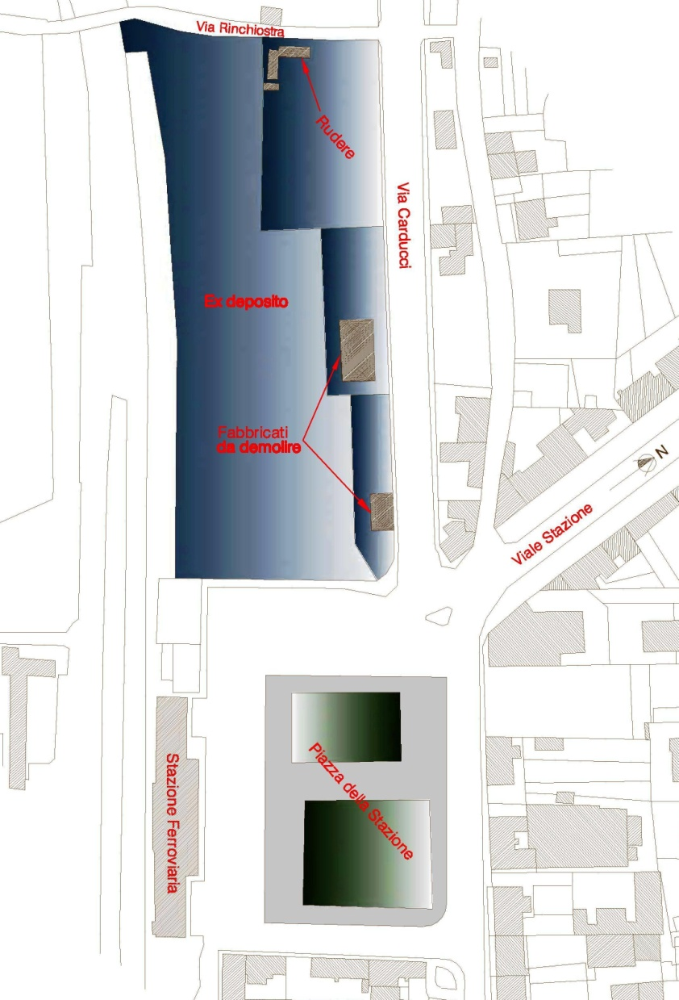 Via Rinchiostra
Rudere
Via Carducci
Ex deposito
Fabbricati
da demolire
N
Viale Stazione
Piazza della Stazione
Stazione Ferroviaria